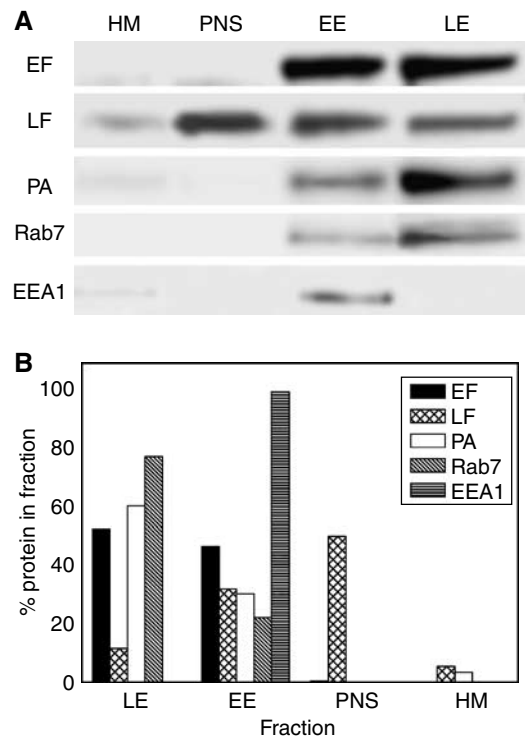 A
HM PNS EE LE
EF
LF
PA
Rab7
EEA1
B
100
80
60
40
20
0
% protein in fraction
EF
LF
PA
Rab7
EEA1
LE EE PNS HM
Fraction